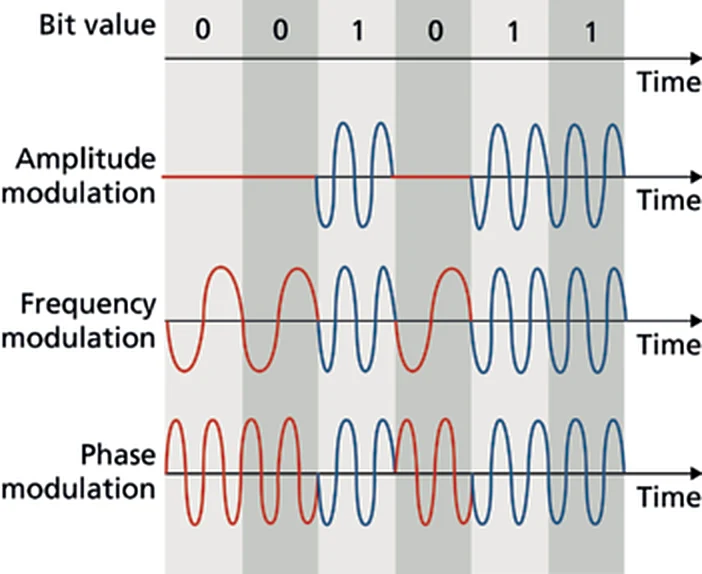 Bit value 0 0 1 0 1 1
Time
Amplitude
modulation
Time
Frequency
modulation
Time
Phase
modulation
Time